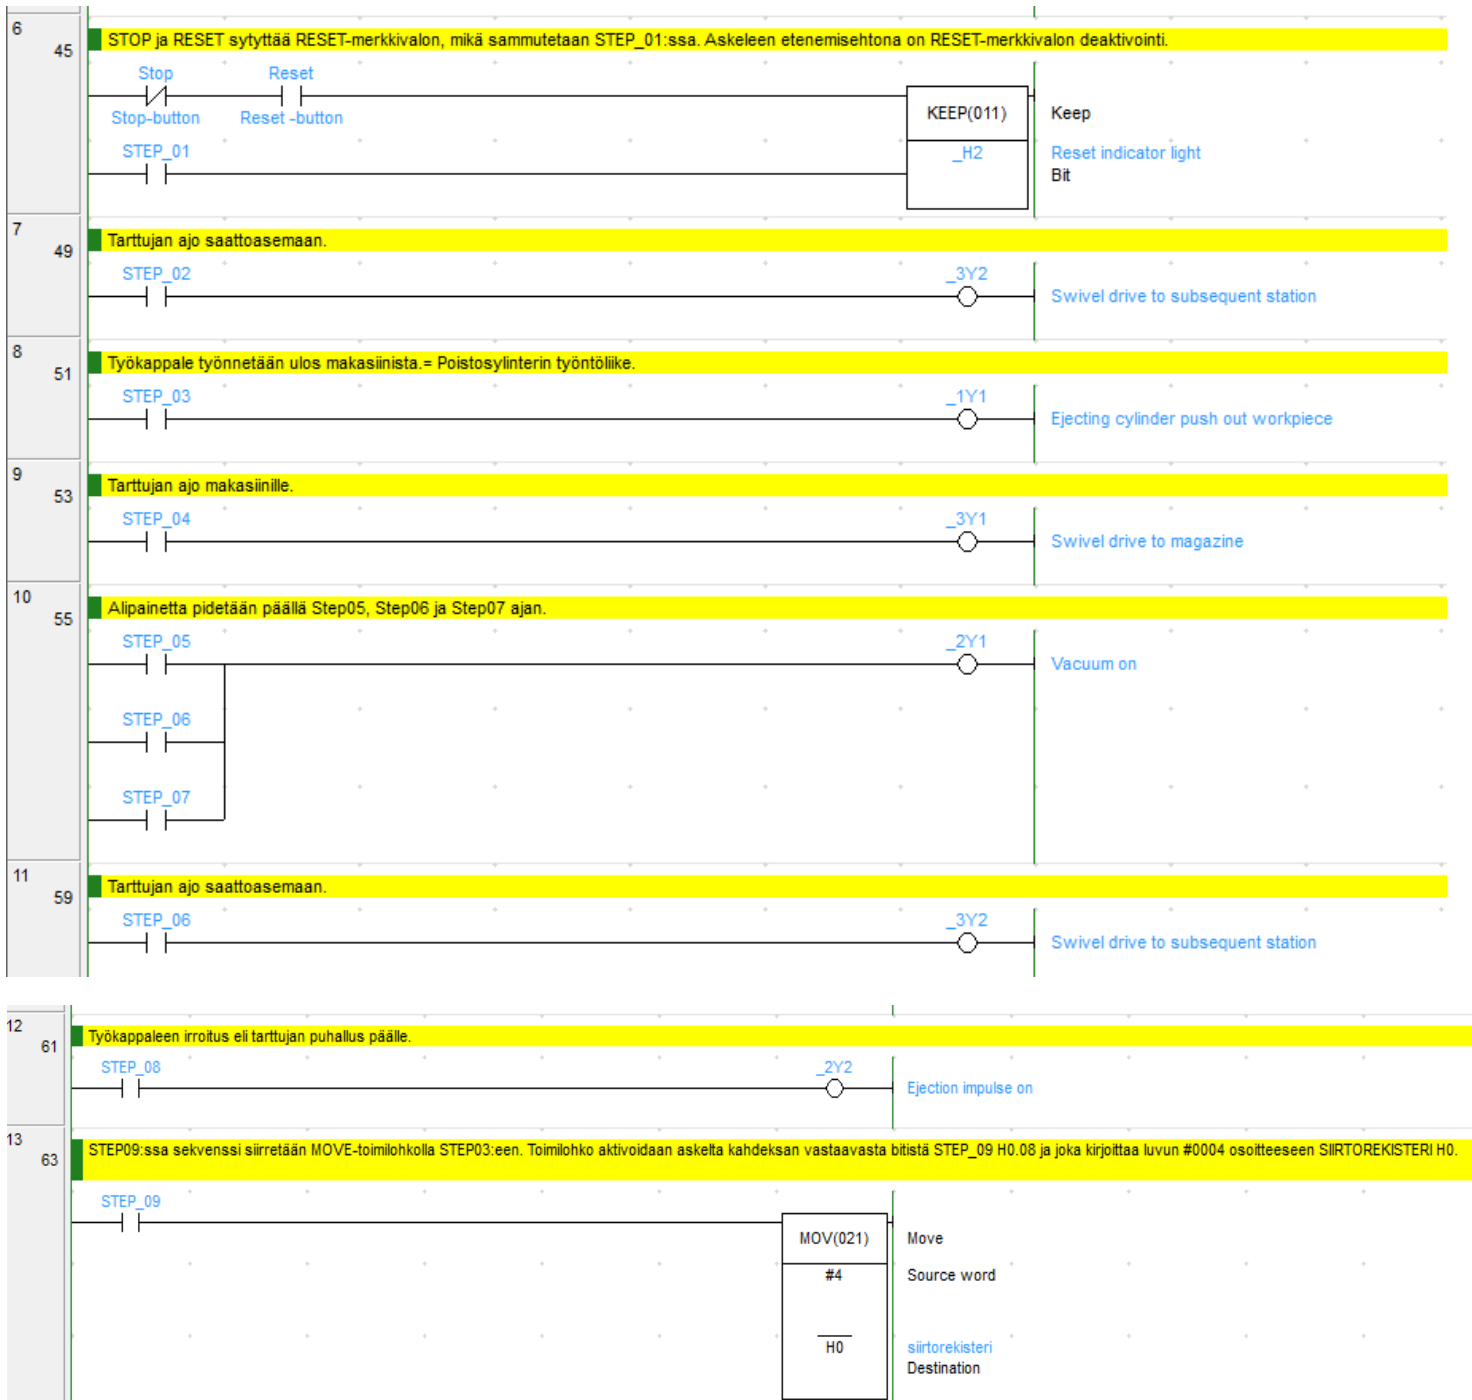 6
45
STOP ja RESET sytyttää RESET-merkkivalon, mikä sammutetaan STEP_01:ssa. Askeleen etenemisehtona on RESET-merkkivalon deaktivointi.
Stop Reset
Stop-button Reset -button
KEEP(011) Keep
STEP_01 _H2 Reset indicator light
Bit
7
49
Tarttujan ajo saattoasemaan.
STEP_02 _3Y2
Swivel drive to subsequent station
8
51
Työkappale työnnetään ulos makasiinista.= Poistosylinterin työntöliike.
STEP_03 _1Y1
Ejecting cylinder push out workpiece
9
53
Tarttujan ajo makasiinille.
STEP_04 _3Y1
Swivel drive to magazine
10
55
Alipainetta pidetään päällä Step05, Step06 ja Step07 ajan.
STEP_05 _2Y1
Vacuum on
STEP_06
STEP_07
11
59
Tarttujan ajo saattoasemaan.
STEP_06 _3Y2
Swivel drive to subsequent station
12
61
Työkappaleen irroitus eli tarttujan puhallus päälle.
STEP_08 _2Y2
Ejection impulse on
13
63
STEP09:ssa sekvenssi siirretään MOVE-toimilohkolla STEP03:een. Toimilohko aktivoidaan askelta kahdeksan vastaavasta bitistä STEP_09 H0.08 ja joka kirjoittaa luvun #0004 osoitteeseen SIIRTOREKISTERI H0.
STEP_09
MOV(021) Move
#4 Source word
H0 siirtorekisteri
Destination